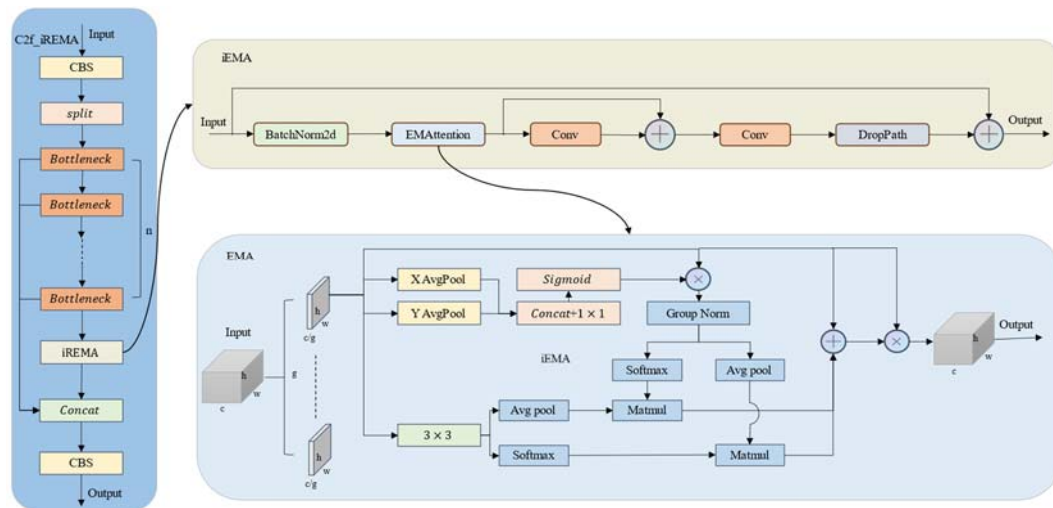 C2f_iREMA
Input
CBS
split
Bottleneck
Bottleneck
n
Bottleneck
iREMA
Concat
CBS
Output
iEMA
Input
BatchNorm2d
EMAttention
Conv
Conv
DropPath
Output
EMA
Input
h
w
c
g
h
w
c/g
h
w
c/g
X AvgPool
Y AvgPool
Sigmoid
Concat+1 × 1
Group Norm
iEMA
Softmax
Avg pool
3 × 3
Avg pool
Matmul
Softmax
Matmul
h
w
c
Output